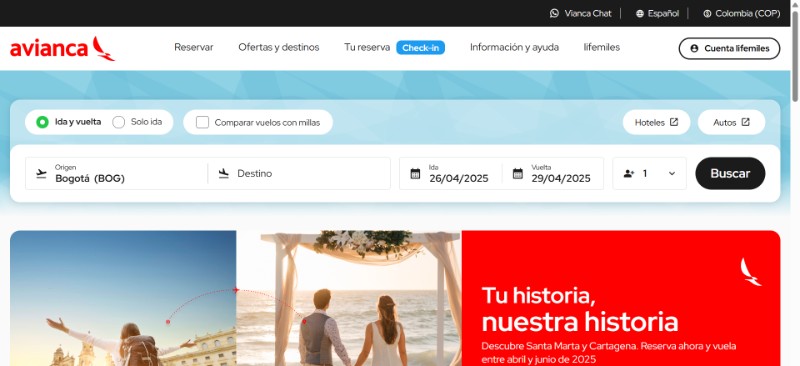 Vianca Chat
Español
Colombia (COP)
avianca
Reservar
Ofertas y destinos
Tu reserva
Check-in
Información y ayuda
lifemiles
Cuenta lifemiles
Ida y vuelta
Solo ida
Comparar vuelos con millas
Hoteles
Autos
Origen
Bogotá (BOG)
Destino
Ida
26/04/2025
Vuelta
29/04/2025
1
Buscar
Tu historia,
nuestra historia
Descubre Santa Marta y Cartagena. Reserva ahora y vuela
entre abril y junio de 2025